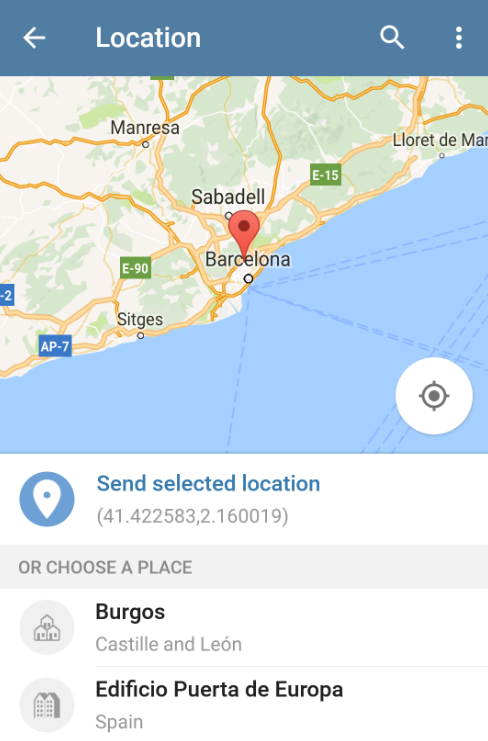 Location
Manresa
Lloret de Mar
E-15
Sabadell
Barcelona
E-90
-2
Sitges
AP-7
Send selected location
(41.422583,2.160019)
OR CHOOSE A PLACE
Burgos
Castille and León
Edificio Puerta de Europa
Spain